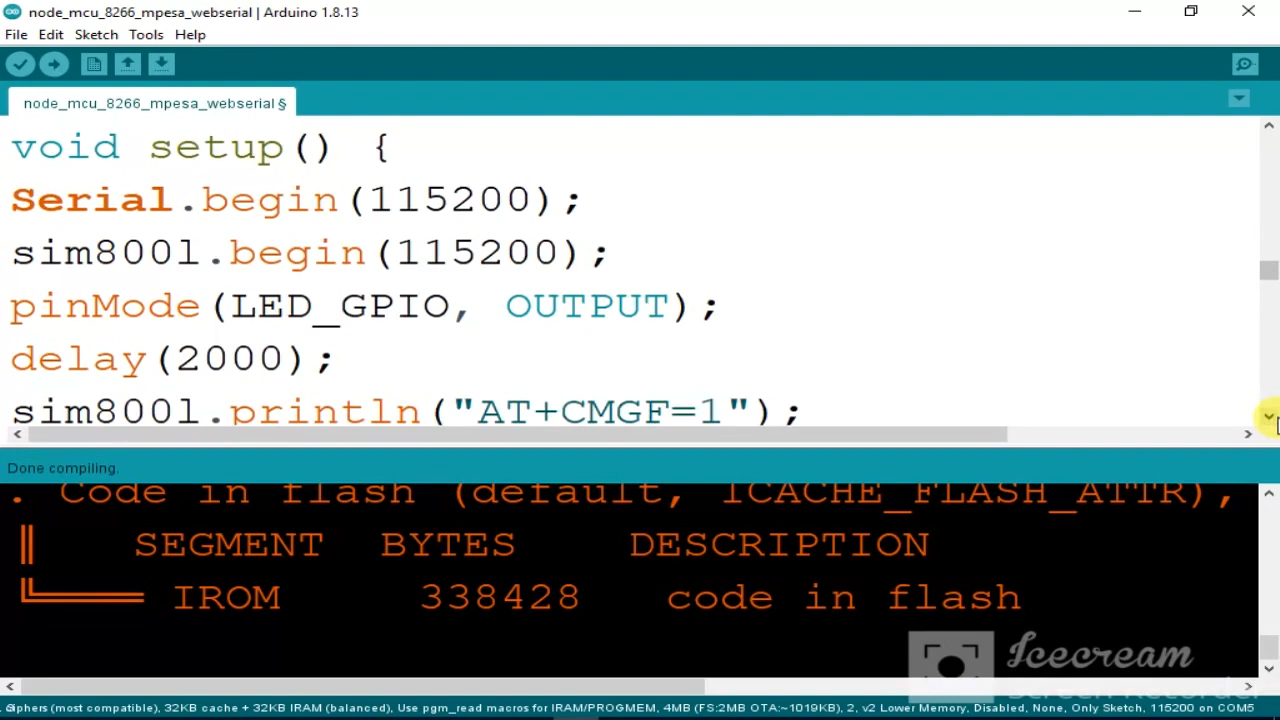 node_mcu_8266_mpesa_webserial | Arduino 1.8.13
File Edit Sketch Tools Help
node_mcu_8266_mpesa_webserial §
void setup() {
Serial.begin(115200);
sim800l.begin(115200);
pinMode(LED_GPIO, OUTPUT);
delay(2000);
sim800l.println("AT+CMGF=1");
Done compiling.
. Code in flash (default, ICACHE_FLASH_ATTR),
║ SEGMENT BYTES DESCRIPTION
╚════ IROM 338428 code in flash
Icecream
Screen Recorder
ciphers (most compatible), 32KB cache + 32KB IRAM (balanced), Use pgm_read macros for IRAM/PROGMEM, 4MB (FS:2MB OTA:~1019KB), 2, v2 Lower Memory, Disabled, None, Only Sketch, 115200 on COM5